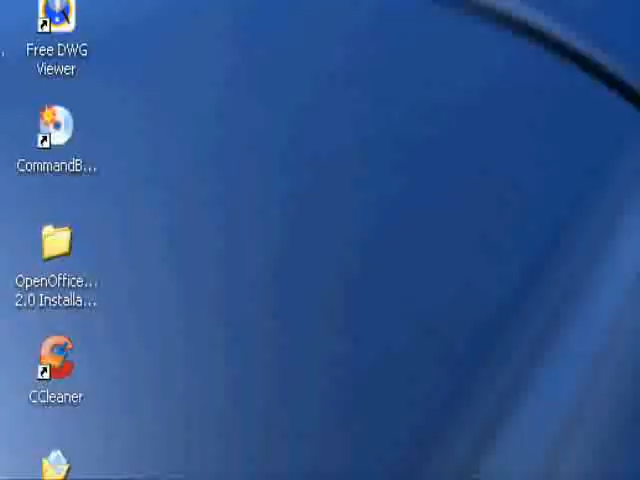 Free DWG
Viewer
CommandB...
OpenOffice...
2.0 Installa...
CCleaner